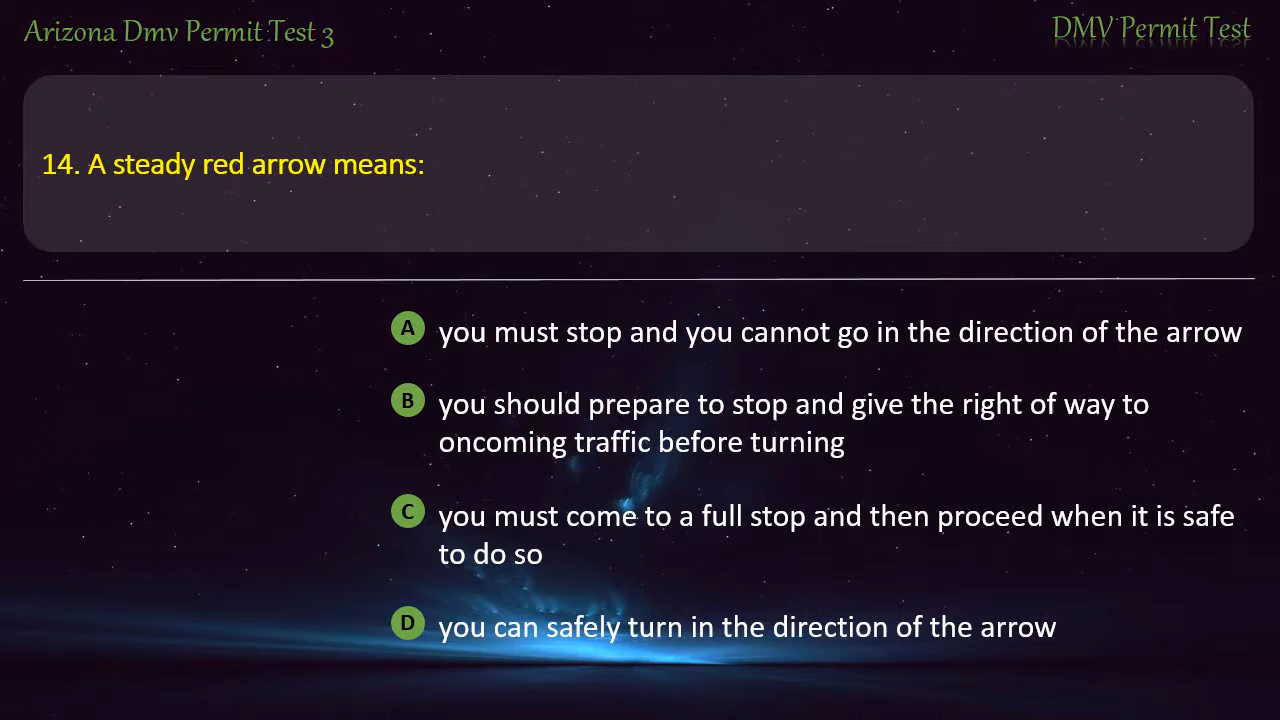 Arizona Dmv Permit Test 3
DMV Permit Test
14. A steady red arrow means:
A you must stop and you cannot go in the direction of the arrow
B you should prepare to stop and give the right of way to
oncoming traffic before turning
C you must come to a full stop and then proceed when it is safe
to do so
D you can safely turn in the direction of the arrow